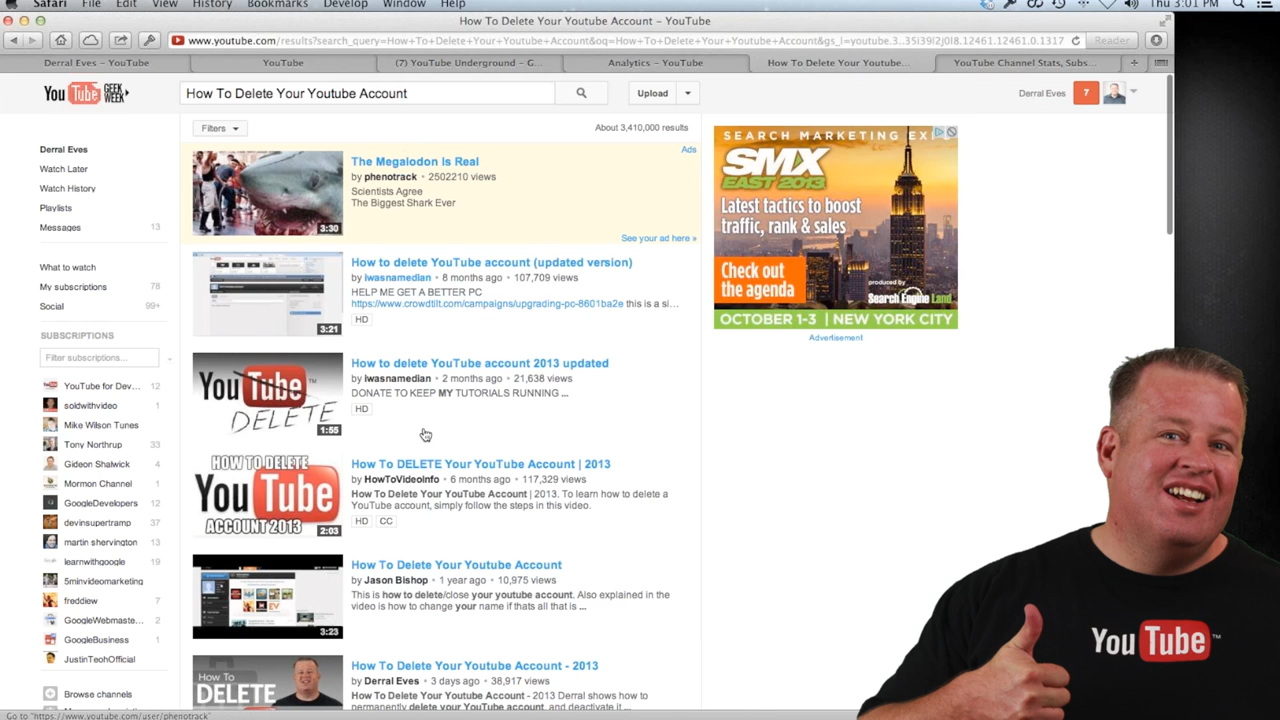 Safari File Edit View History Bookmarks Develop Window Help Thu 3:01 PM
How To Delete Your Youtube Account – YouTube
www.youtube.com/results?search_query=How+To+Delete+Your+Youtube+Account&oq=How+To+Delete+Your+Youtube+Account&gs_l=youtube.3..35i39l2j0l8.12461.12461.0.1317 Reader
Derral Eves – YouTube YouTube (7) YouTube Underground – G... Analytics – YouTube How To Delete Your Youtube... YouTube Channel Stats, Subs...
YouTube GEEK WEEK How To Delete Your Youtube Account Upload Derral Eves 7
Filters About 3,410,000 results
Derral Eves
Watch Later
Watch History
Playlists
Messages 13
What to watch
My subscriptions 78
Social 99+
SUBSCRIPTIONS
Filter subscriptions...
YouTube for Dev... 12
soldwithvideo 1
Mike Wilson Tunes
Tony Northrup 33
Gideon Shalwick 4
Mormon Channel 1
GoogleDevelopers 12
devinsupertramp 37
martin shervington 14
learnwithgoogle 19
5minvideomarketing
freddiew 7
GoogleWebmaste... 2
GoogleBusiness 1
JustinTeohOfficial
Browse channels
Ads
The Megalodon Is Real
by phenotrack • 2502210 views
Scientists Agree
The Biggest Shark Ever
3:30
See your ad here »
How to delete YouTube account (updated version)
by iwasnamedian • 8 months ago • 107,709 views
HELP ME GET A BETTER PC
https://www.crowdtilt.com/campaigns/upgrading-pc-8601ba2e this is a si...
HD
3:21
How to delete YouTube account 2013 updated
by iwasnamedian • 2 months ago • 21,638 views
DONATE TO KEEP MY TUTORIALS RUNNING ...
HD
YouTube™
DELETE
1:55
How To DELETE Your YouTube Account | 2013
by HowToVideoInfo • 6 months ago • 117,329 views
How To Delete Your YouTube Account | 2013. To learn how to delete a
YouTube account, simply follow the steps in this video.
HD CC
HOW TO DELETE
YouTube
ACCOUNT 2013
2:03
How To Delete Your YouTube Account
by Jason Bishop • 1 year ago • 10,975 views
This is how to delete/close your youtube account. Also explained in the
video is how to change your name if thats all that is ...
3:23
How To Delete Your Youtube Account - 2013
by Derral Eves • 3 days ago • 38,917 views
How To Delete Your Youtube Account - 2013 Derral shows how to
permanently delete your youtube account, and deactivate it ...
How To
DELETE
SEARCH MARKETING EX
SMX
EAST 2013
Latest tactics to boost
traffic, rank & sales
Check out
the agenda
produced by
Search Engine Land
OCTOBER 1-3 | NEW YORK CITY
Advertisement
YouTube™
Go to "https://www.youtube.com/user/phenotrack"